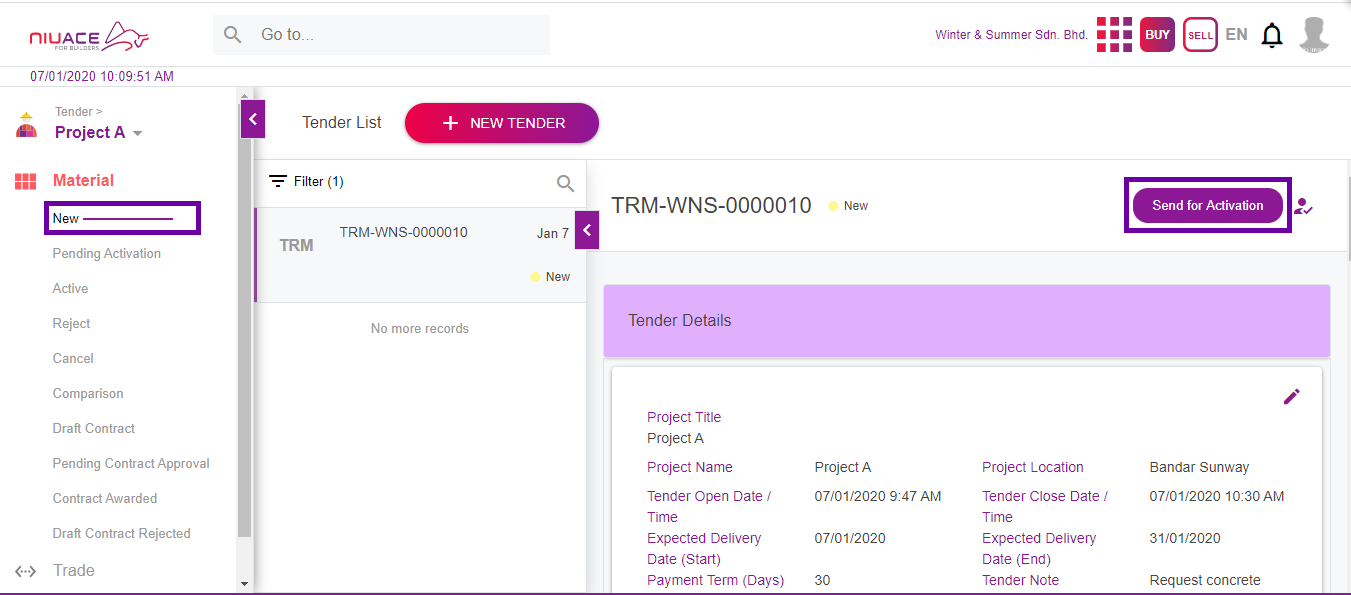 NIUACE
FOR BUILDERS
Go to...
Winter & Summer Sdn. Bhd.
BUY
SELL
EN
07/01/2020 10:09:51 AM
Tender >
Project A
Material
New
Pending Activation
Active
Reject
Cancel
Comparison
Draft Contract
Pending Contract Approval
Contract Awarded
Draft Contract Rejected
Trade
Tender List
+ NEW TENDER
Filter (1)
TRM
TRM-WNS-0000010
Jan 7
New
No more records
TRM-WNS-0000010
New
Send for Activation
Tender Details
Project Title
Project A
Project Name Project A Project Location Bandar Sunway
Tender Open Date / 07/01/2020 9:47 AM Tender Close Date / 07/01/2020 10:30 AM
Time Time
Expected Delivery 07/01/2020 Expected Delivery 31/01/2020
Date (Start) Date (End)
Payment Term (Days) 30 Tender Note Request concrete